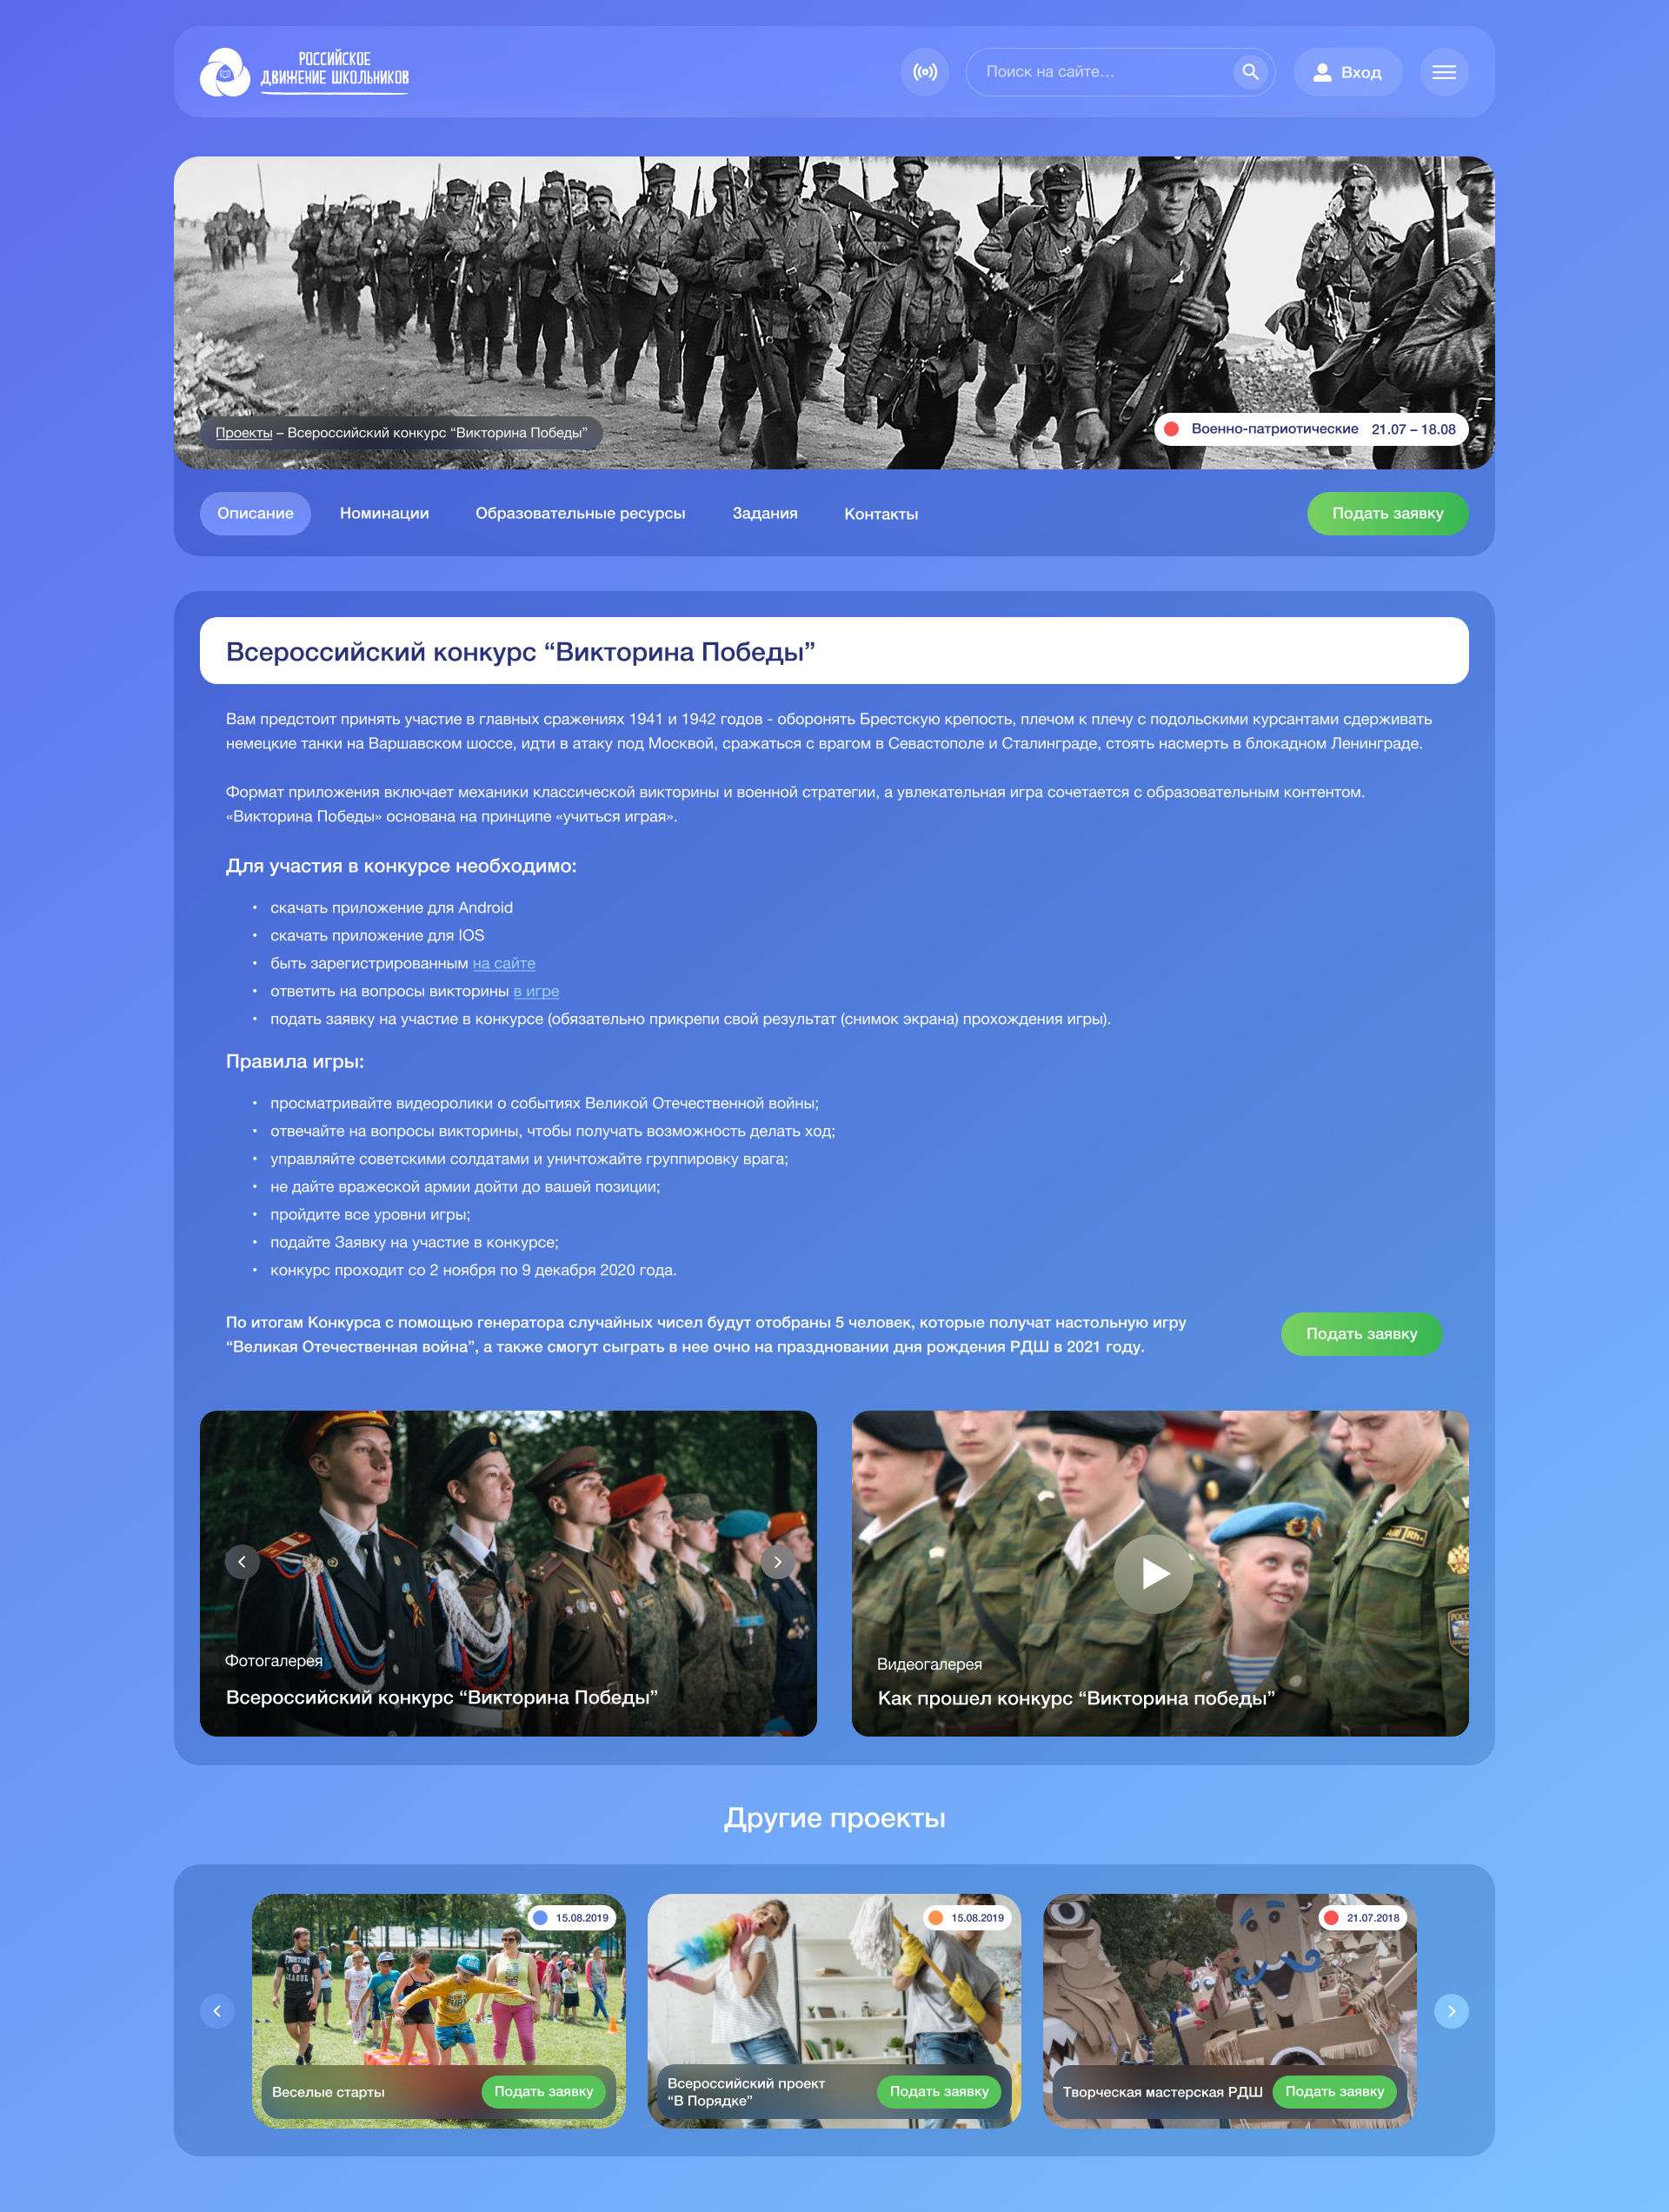 РОССИЙСКОЕ
ДВИЖЕНИЕ ШКОЛЬНИКОВ
Поиск на сайте...
Вход
Проекты – Всероссийский конкурс “Викторина Победы”
Военно-патриотические 21.07 – 18.08
Описание
Номинации
Образовательные ресурсы
Задания
Контакты
Подать заявку
Всероссийский конкурс “Викторина Победы”
Вам предстоит принять участие в главных сражениях 1941 и 1942 годов - оборонять Брестскую крепость, плечом к плечу с подольскими курсантами сдерживать
немецкие танки на Варшавском шоссе, идти в атаку под Москвой, сражаться с врагом в Севастополе и Сталинграде, стоять насмерть в блокадном Ленинграде.
Формат приложения включает механики классической викторины и военной стратегии, а увлекательная игра сочетается с образовательным контентом.
«Викторина Победы» основана на принципе «учиться играя».
Для участия в конкурсе необходимо:
• скачать приложение для Android
• скачать приложение для IOS
• быть зарегистрированным на сайте
• ответить на вопросы викторины в игре
• подать заявку на участие в конкурсе (обязательно прикрепи свой результат (снимок экрана) прохождения игры).
Правила игры:
• просматривайте видеоролики о событиях Великой Отечественной войны;
• отвечайте на вопросы викторины, чтобы получать возможность делать ход;
• управляйте советскими солдатами и уничтожайте группировку врага;
• не дайте вражеской армии дойти до вашей позиции;
• пройдите все уровни игры;
• подайте Заявку на участие в конкурсе;
• конкурс проходит со 2 ноября по 9 декабря 2020 года.
По итогам Конкурса с помощью генератора случайных чисел будут отобраны 5 человек, которые получат настольную игру
“Великая Отечественная война”, а также смогут сыграть в нее очно на праздновании дня рождения РДШ в 2021 году.
Подать заявку
Фотогалерея
Всероссийский конкурс “Викторина Победы”
Видеогалерея
Как прошел конкурс “Викторина победы”
Другие проекты
15.08.2019
Веселые старты
Подать заявку
15.08.2019
Всероссийский проект
“В Порядке”
Подать заявку
21.07.2018
Творческая мастерская РДШ
Подать заявку